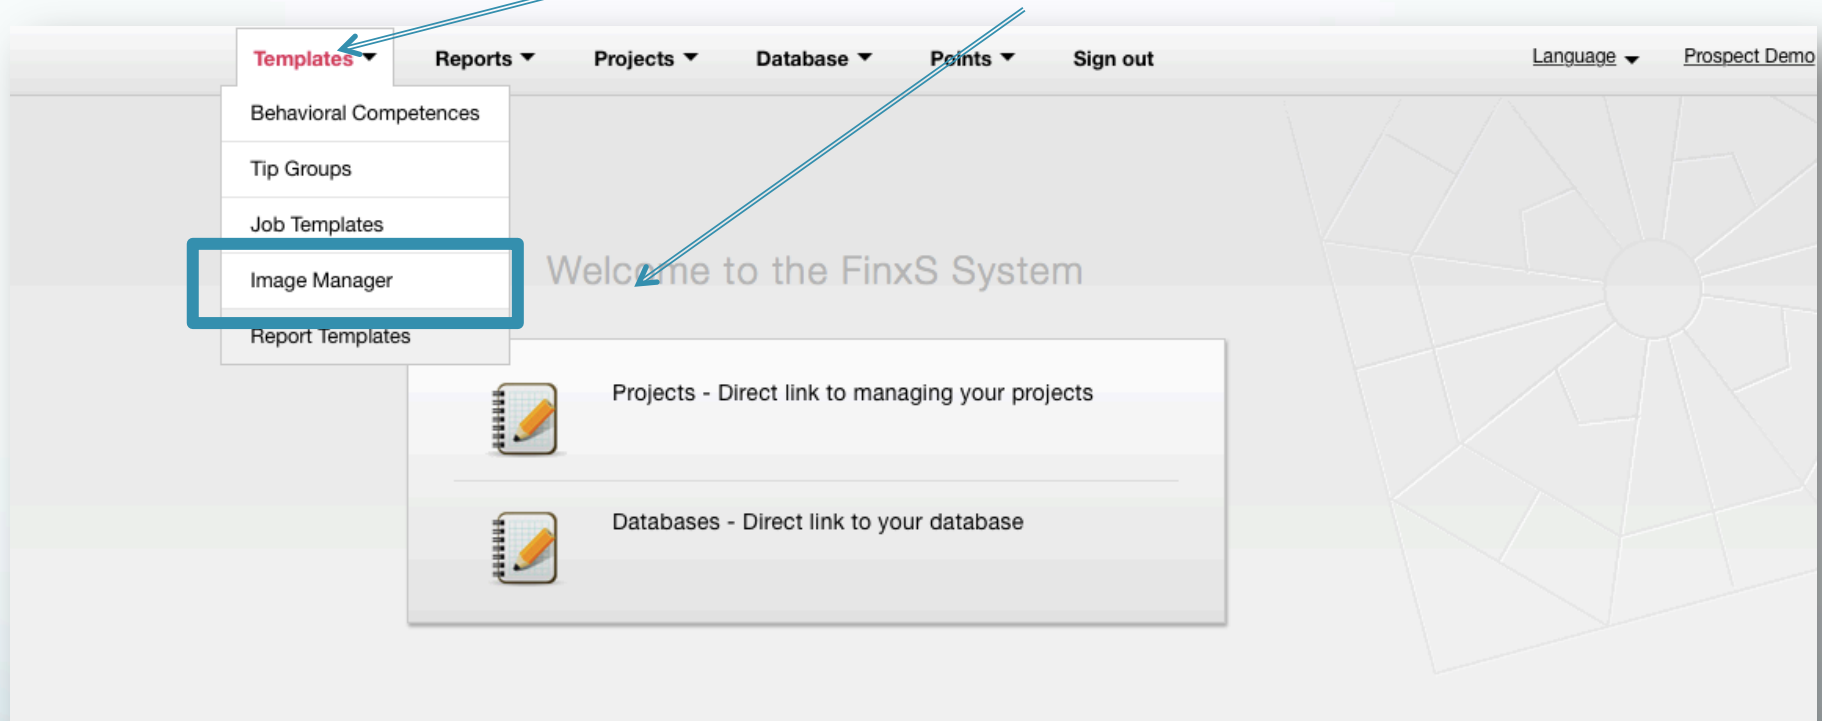 Templates Reports Projects Database Points Sign out Language Prospect Demo
Behavioral Competences
Tip Groups
Job Templates
Image Manager
Report Templates
Welcome to the FinxS System
Projects - Direct link to managing your projects
Databases - Direct link to your database